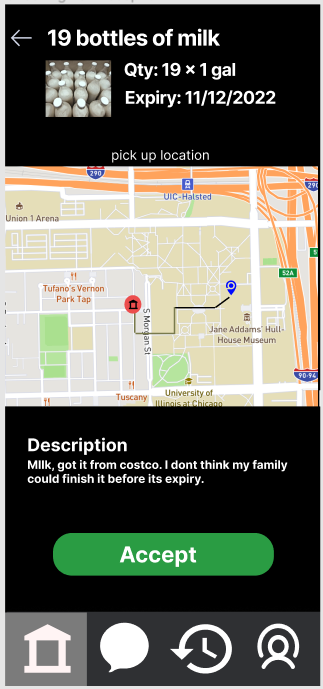 19 bottles of milk
Qty: 19 x 1 gal
Expiry: 11/12/2022
pick up location
290
290
UIC-Halsted
Union 1 Arena
52A
Tufano's Vernon
Park Tap
S Morgan St
Jane Addams' Hull-
House Museum
90-94
Tuscany
University of
Illinois at Chicago
Description
MIlk, got it from costco. I dont think my family
could finish it before its expiry.
Accept